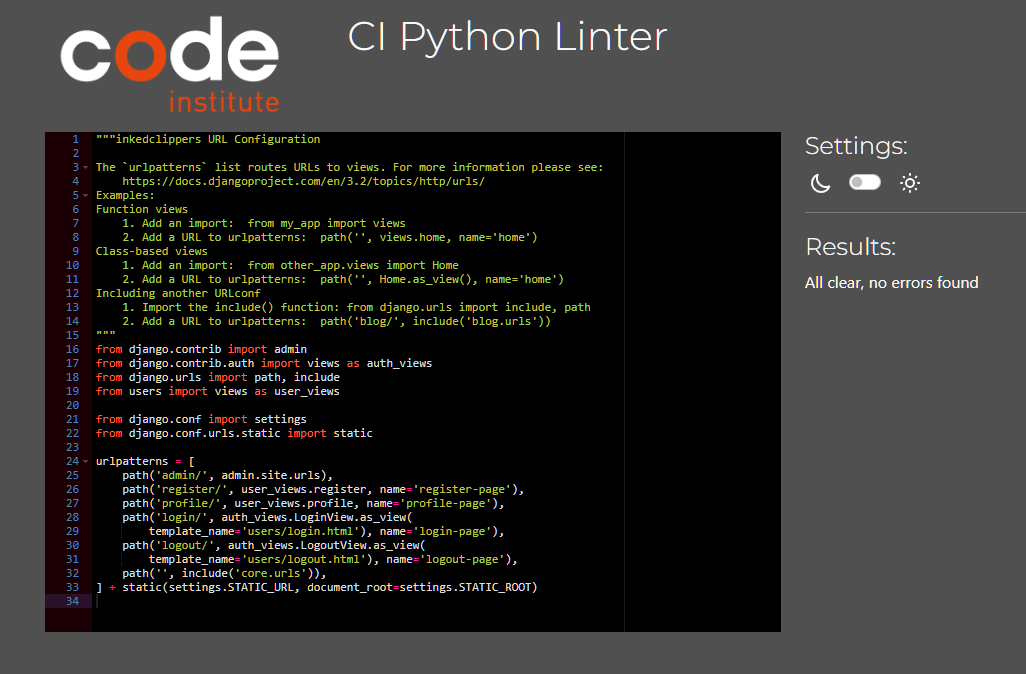 code
institute
CI Python Linter
1 """inkedclippers URL Configuration
2
3 The `urlpatterns` list routes URLs to views. For more information please see:
4     https://docs.djangoproject.com/en/3.2/topics/http/urls/
5 Examples:
6 Function views
7     1. Add an import:  from my_app import views
8     2. Add a URL to urlpatterns:  path('', views.home, name='home')
9 Class-based views
10     1. Add an import:  from other_app.views import Home
11     2. Add a URL to urlpatterns:  path('', Home.as_view(), name='home')
12 Including another URLconf
13     1. Import the include() function: from django.urls import include, path
14     2. Add a URL to urlpatterns:  path('blog/', include('blog.urls'))
15 """
16 from django.contrib import admin
17 from django.contrib.auth import views as auth_views
18 from django.urls import path, include
19 from users import views as user_views
20
21 from django.conf import settings
22 from django.conf.urls.static import static
23
24 urlpatterns = [
25     path('admin/', admin.site.urls),
26     path('register/', user_views.register, name='register-page'),
27     path('profile/', user_views.profile, name='profile-page'),
28     path('login/', auth_views.LoginView.as_view(
29         template_name='users/login.html'), name='login-page'),
30     path('logout/', auth_views.LogoutView.as_view(
31         template_name='users/logout.html'), name='logout-page'),
32     path('', include('core.urls')),
33 ] + static(settings.STATIC_URL, document_root=settings.STATIC_ROOT)
34
Settings:
Results:
All clear, no errors found